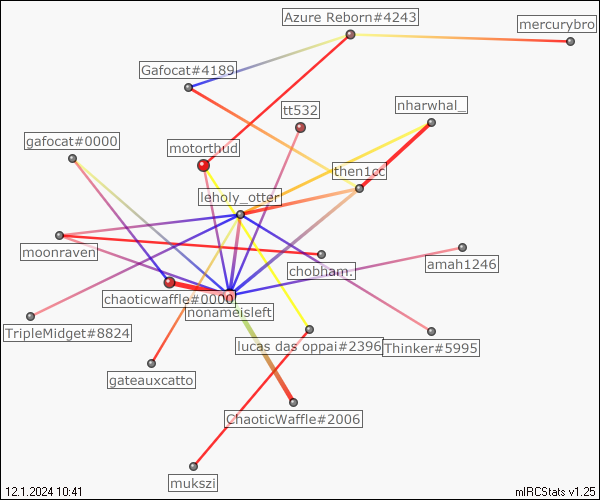 Azure Reborn#4243
mercurybro
Gafocat#4189
tt532
nharwhal_
gafocat#0000
motorthud
then1cc
leholy_otter
moonraven
chobham.
amah1246
chaoticwaffle#0000
nonameisleft
TripleMidget#8824
lucas das oppai#2396
Thinker#5995
gateauxcatto
ChaoticWaffle#2006
mukszi
12.1.2024 10:41
mIRCStats v1.25